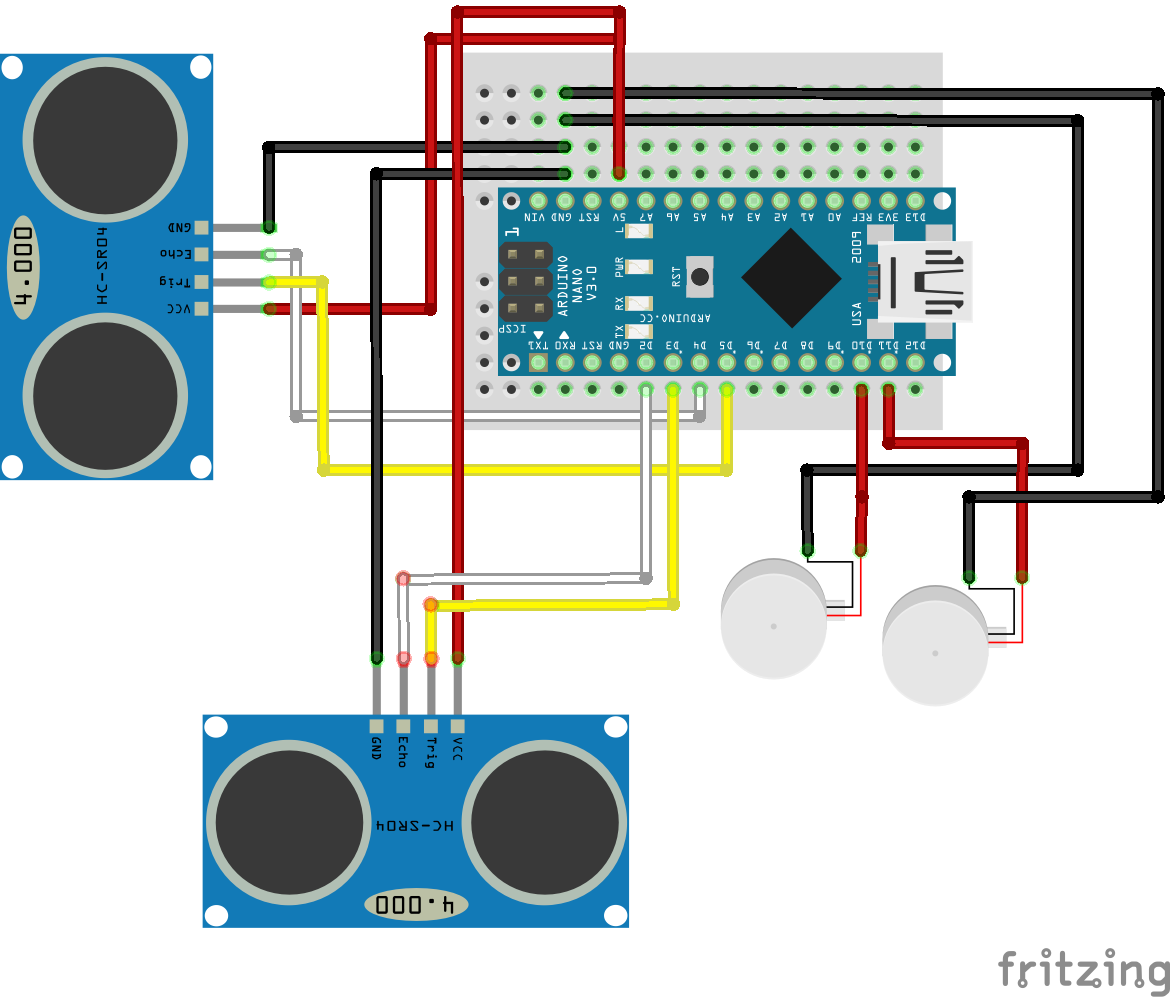 GND
Echo
Trig
VCC
HC-SR04
4.000
VIN GND RST 5V A7 A6 A5 A4 A3 A2 A1 A0 REF 3V3 D13
1
L
PWR
RX
TX
ICSP
ARDUINO
NANO
V3.0
RST
ARDUINO.CC
2009
USA
TX1 RX0 RST GND D2 D3 D4 D5 D6 D7 D8 D9 D10 D11 D12
GND
Echo
Trig
VCC
HC-SR04
4.000
fritzing